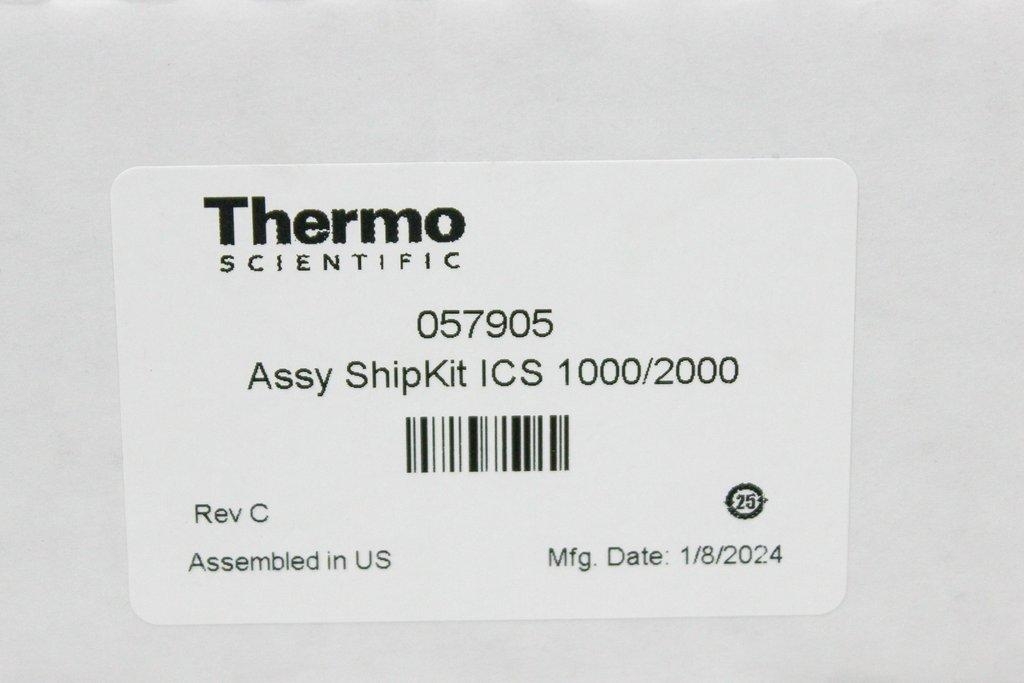 Thermo
SCIENTIFIC
057905
Assy ShipKit ICS 1000/2000
Rev C
25
Assembled in US
Mfg. Date: 1/8/2024